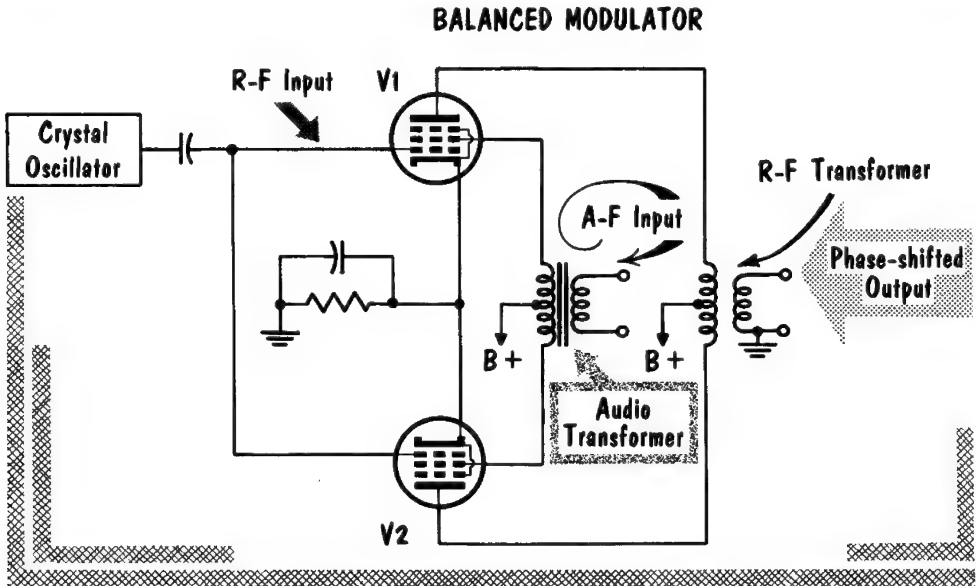 BALANCED MODULATOR
R-F Input
V1
Crystal
Oscillator
R-F Transformer
A-F Input
Phase-shifted
Output
B +
B +
Audio
Transformer
V2